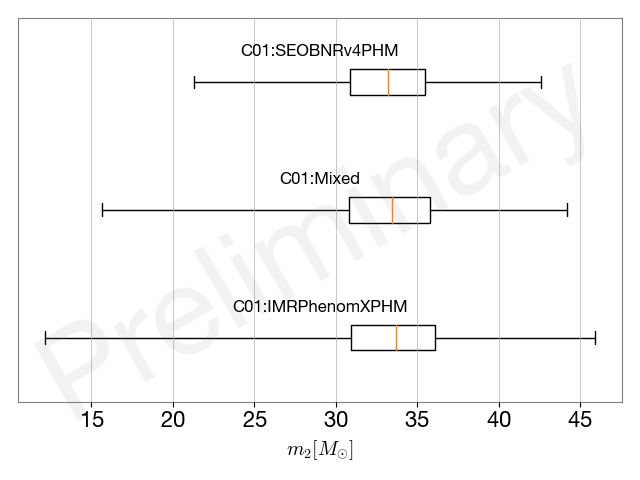 C01:SEOBNRv4PHM
C01:Mixed
C01:IMRPhenomXPHM
Preliminary
15 20 25 30 35 40 45
m₂[M☉]